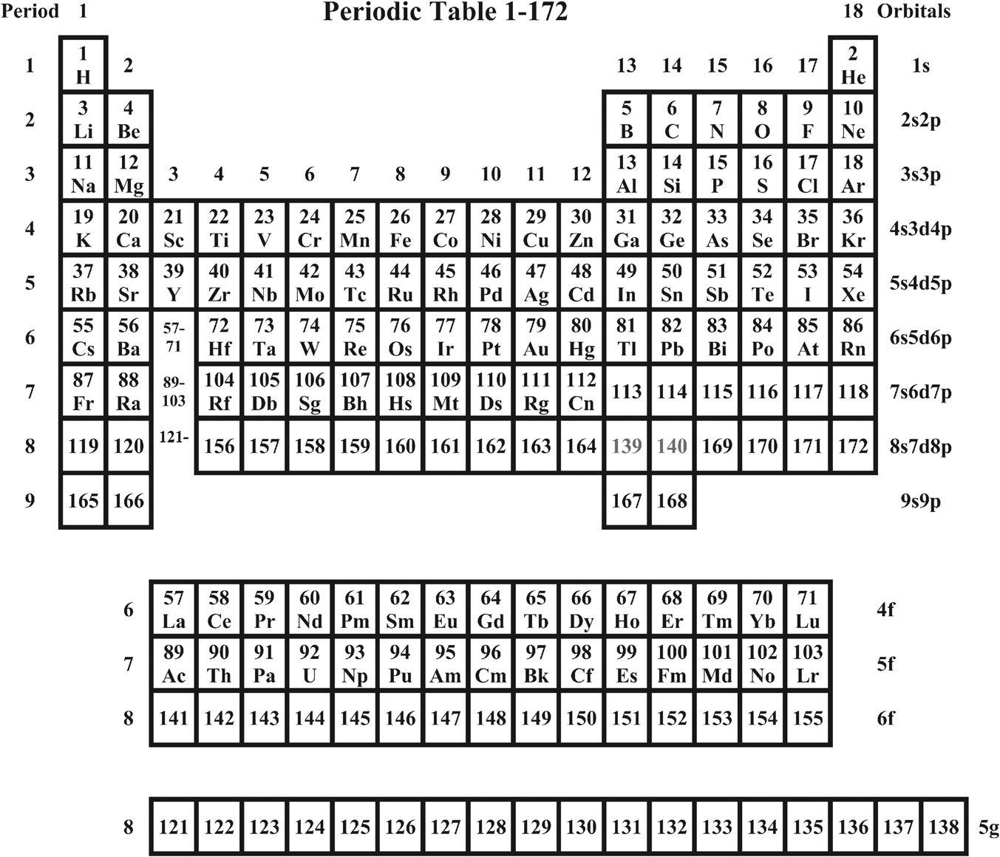 Period 1 Periodic Table 1-172 18 Orbitals
1 1 2 13 14 15 16 17 2 1s
H He
2 3 4 5 6 7 8 9 10 2s2p
Li Be B C N O F Ne
3 11 12 3 4 5 6 7 8 9 10 11 12 13 14 15 16 17 18 3s3p
Na Mg Al Si P S Cl Ar
4 19 20 21 22 23 24 25 26 27 28 29 30 31 32 33 34 35 36 4s3d4p
K Ca Sc Ti V Cr Mn Fe Co Ni Cu Zn Ga Ge As Se Br Kr
5 37 38 39 40 41 42 43 44 45 46 47 48 49 50 51 52 53 54 5s4d5p
Rb Sr Y Zr Nb Mo Tc Ru Rh Pd Ag Cd In Sn Sb Te I Xe
6 55 56 57- 72 73 74 75 76 77 78 79 80 81 82 83 84 85 86 6s5d6p
Cs Ba 71 Hf Ta W Re Os Ir Pt Au Hg Tl Pb Bi Po At Rn
7 87 88 89- 104 105 106 107 108 109 110 111 112 113 114 115 116 117 118 7s6d7p
Fr Ra 103 Rf Db Sg Bh Hs Mt Ds Rg Cn
8 119 120 121- 156 157 158 159 160 161 162 163 164 139 140 169 170 171 172 8s7d8p
9 165 166 167 168 9s9p
6 57 58 59 60 61 62 63 64 65 66 67 68 69 70 71 4f
La Ce Pr Nd Pm Sm Eu Gd Tb Dy Ho Er Tm Yb Lu
7 89 90 91 92 93 94 95 96 97 98 99 100 101 102 103 5f
Ac Th Pa U Np Pu Am Cm Bk Cf Es Fm Md No Lr
8 141 142 143 144 145 146 147 148 149 150 151 152 153 154 155 6f
8 121 122 123 124 125 126 127 128 129 130 131 132 133 134 135 136 137 138 5g